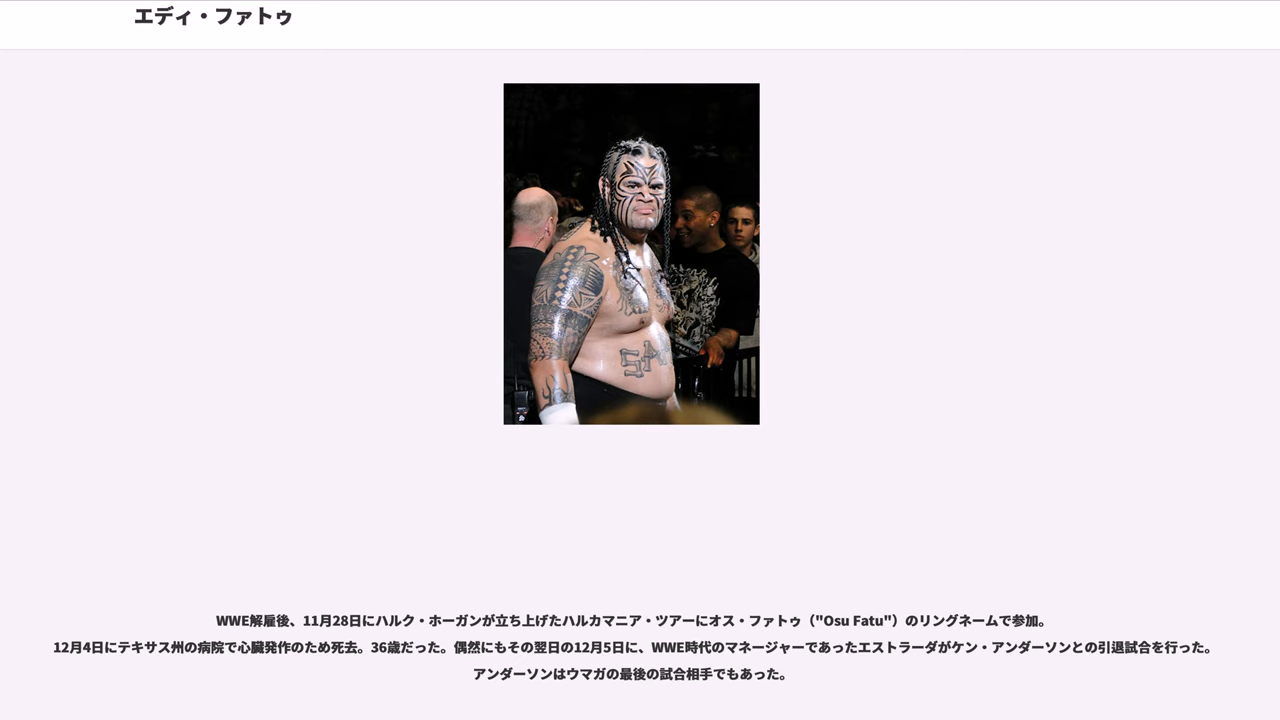 エディ・ファトゥ
WWE解雇後、11月28日にハルク・ホーガンが立ち上げたハルカマニア・ツアーにオス・ファトゥ（"Osu Fatu"）のリングネームで参加。
12月4日にテキサス州の病院で心臓発作のため死去。36歳だった。偶然にもその翌日の12月5日に、WWE時代のマネージャーであったエストラーダがケン・アンダーソンとの引退試合を行った。
アンダーソンはウマガの最後の試合相手でもあった。